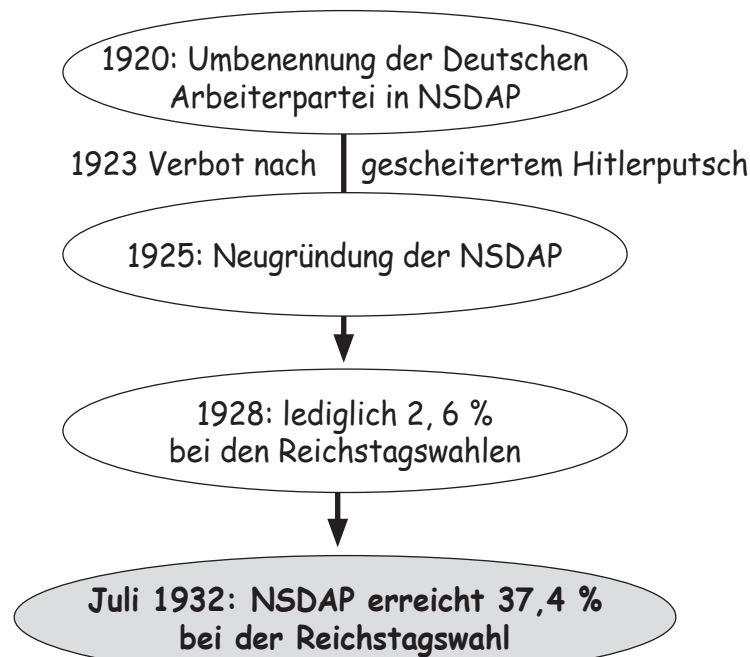 1920: Umbenennung der Deutschen
Arbeiterpartei in NSDAP
1923 Verbot nach gescheitertem Hitlerputsch
1925: Neugründung der NSDAP
1928: lediglich 2, 6 %
bei den Reichstagswahlen
Juli 1932: NSDAP erreicht 37,4 %
bei der Reichstagswahl